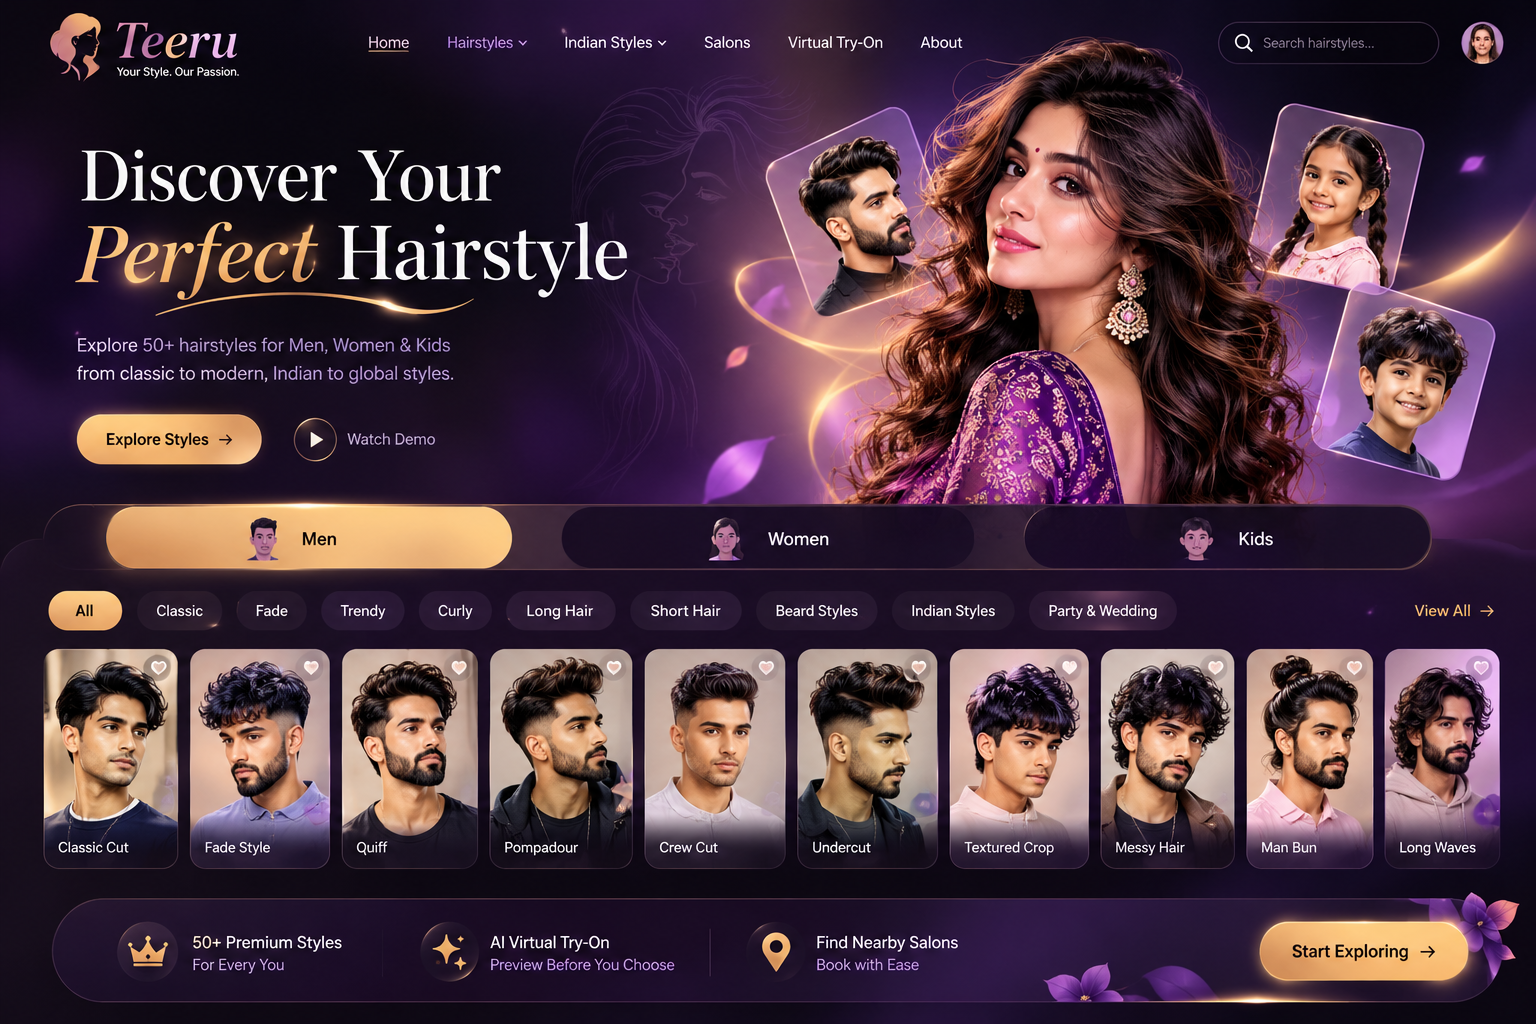 Teeru
Your Style. Our Passion.
Home
Hairstyles
Indian Styles
Salons
Virtual Try-On
About
Search hairstyles...
Discover Your
Perfect Hairstyle
Explore 50+ hairstyles for Men, Women & Kids
from classic to modern, Indian to global styles.
Explore Styles →
Watch Demo
Men
Women
Kids
All
Classic
Fade
Trendy
Curly
Long Hair
Short Hair
Beard Styles
Indian Styles
Party & Wedding
View All →
Classic Cut
Fade Style
Quiff
Pompadour
Crew Cut
Undercut
Textured Crop
Messy Hair
Man Bun
Long Waves
50+ Premium Styles
For Every You
AI Virtual Try-On
Preview Before You Choose
Find Nearby Salons
Book with Ease
Start Exploring →